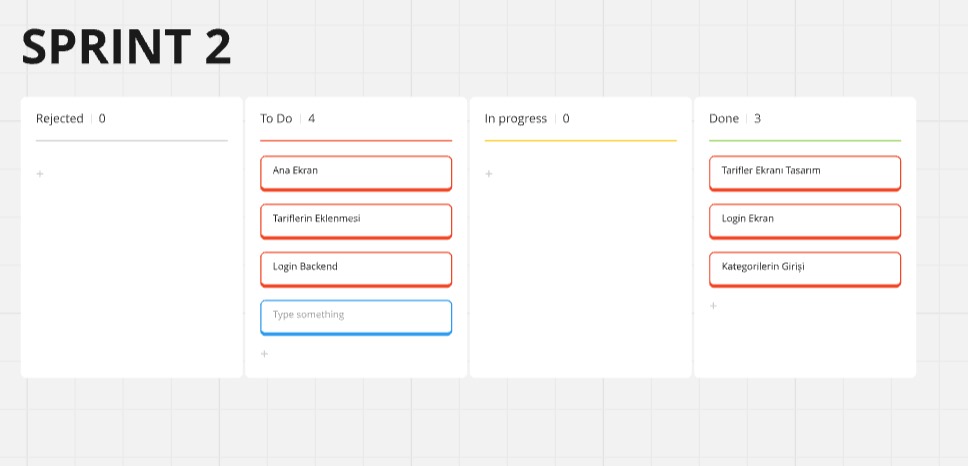 SPRINT 2
Rejected | 0
To Do | 4
Ana Ekran
Tariflerin Eklenmesi
Login Backend
Type something
In progress | 0
Done | 3
Tarifler Ekranı Tasarım
Login Ekran
Kategorilerin Girişi